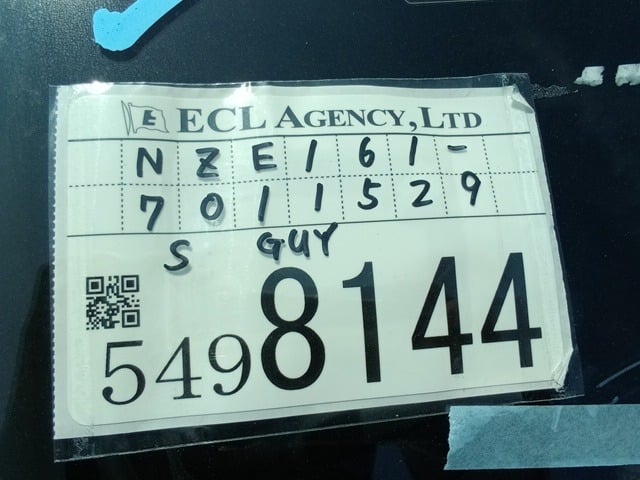 E ECL AGENCY, LTD
NZE161-
7011529
S GUY
5498144